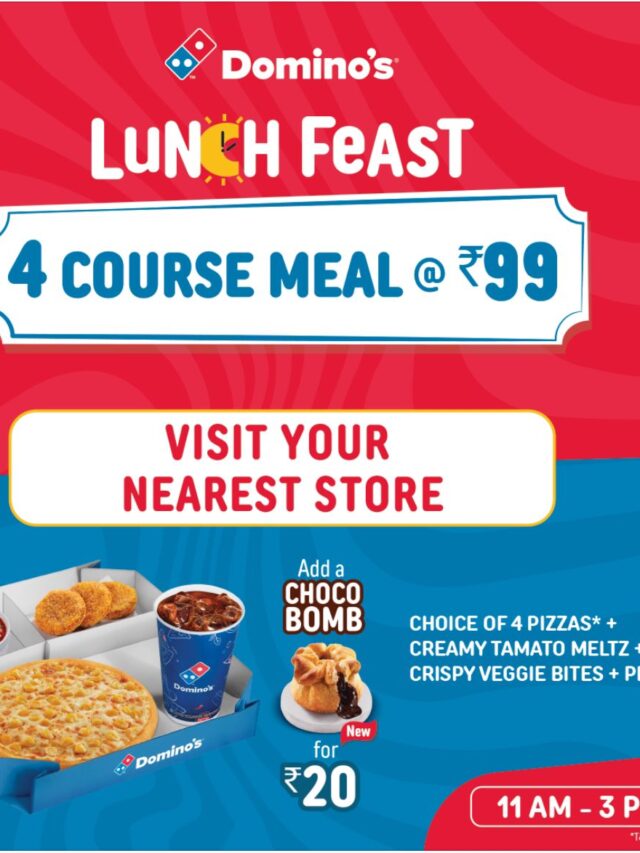 Domino's
LUNCH FEAST
4 COURSE MEAL @ ₹99
VISIT YOUR
NEAREST STORE
Add a
CHOCO
BOMB
New
for
₹20
CHOICE OF 4 PIZZAS* +
CREAMY TAMATO MELTZ +
CRISPY VEGGIE BITES +
Domino's
Domino's
11 AM - 3 P